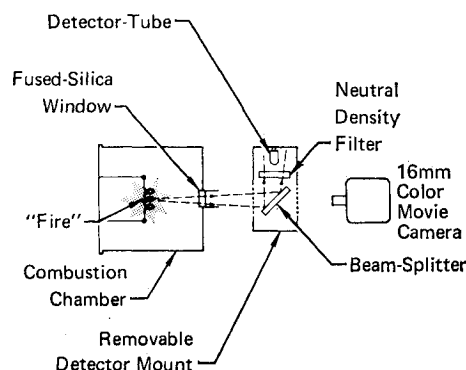 Detector-Tube
Fused-Silica
Window
Neutral
Density
Filter
16mm
Color
Movie
Camera
"Fire"
Beam-Splitter
Combustion
Chamber
Removable
Detector Mount